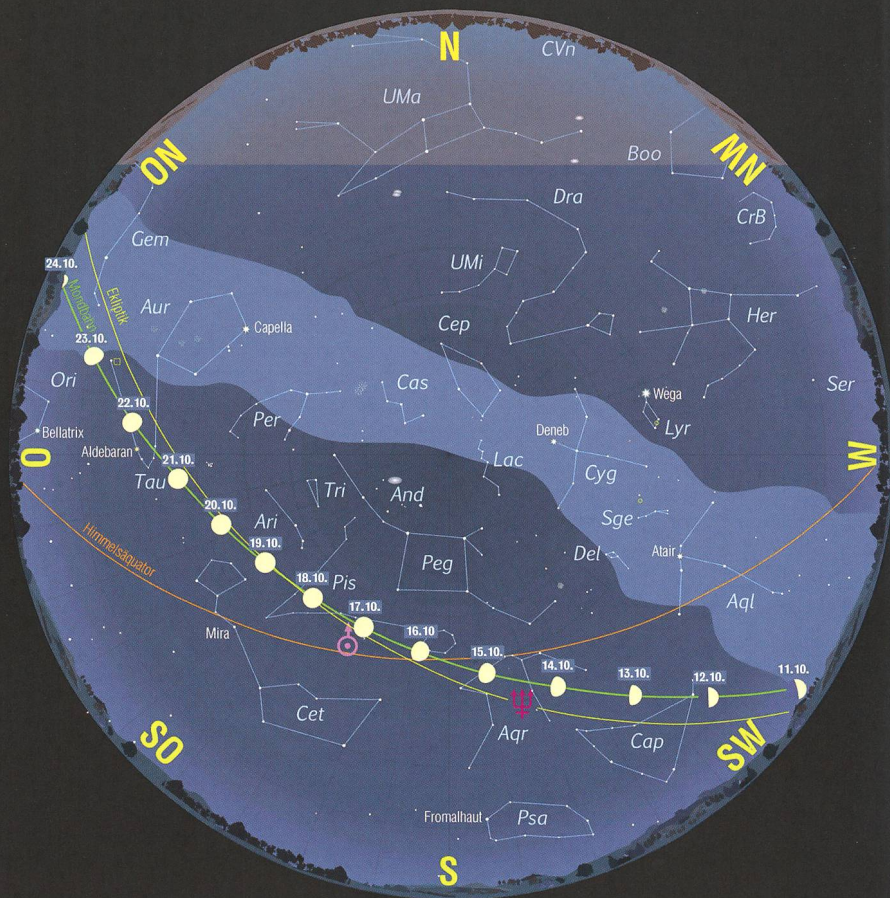 N
CVn
UMa
NO
NW
Boo
Dra
CrB
Gem
UMi
24.10.
Mondbahn
Ekliptik
Aur
Capella
Cep
Her
23.10.
Ori
Cas
Ser
Wega
22.10.
Per
Lyr
Bellatrix
Aldebaran
Deneb
O
W
21.10.
Lac
Cyg
Tau
Tri
And
20.10.
Ari
Sge
Himmelsäquator
19.10.
Del
Atair
Peg
18.10.
Pis
Aql
17.10.
Mira
16.10
15.10.
14.10.
13.10.
12.10.
11.10.
Cet
Aqr
Cap
SO
SW
Fromalhaut
Psa
S